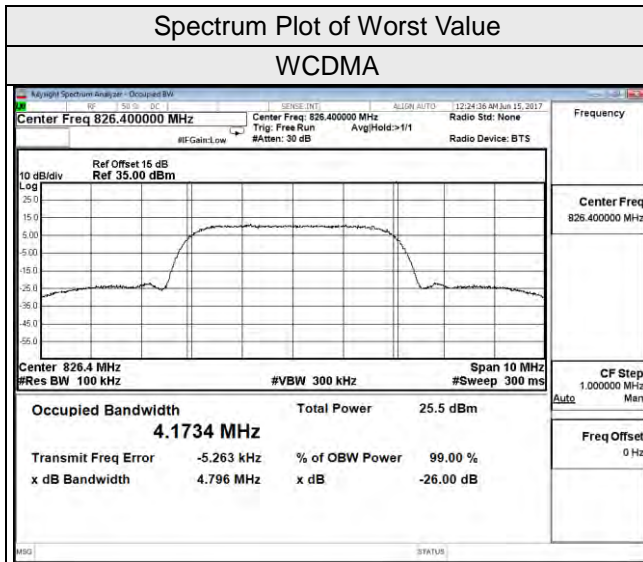 Spectrum Plot of Worst Value
WCDMA
Keysight Spectrum Analyzer - Occupied BW
RF 50 Ω DC SENSE:INT ALIGN AUTO 12:24:36 AM Jun 15, 2017
Center Freq 826.400000 MHz
Center Freq: 826.400000 MHz
Radio Std: None
Trig: Free Run Avg|Hold:>1/1
#IFGain:Low
#Atten: 30 dB
Radio Device: BTS
Ref Offset 15 dB
10 dB/div Ref 35.00 dBm
Log
25.0
15.0
5.00
-5.00
-15.0
-25.0
-35.0
-45.0
-55.0
Center 826.4 MHz Span 10 MHz
#Res BW 100 kHz #VBW 300 kHz #Sweep 300 ms
Occupied Bandwidth Total Power 25.5 dBm
4.1734 MHz
Transmit Freq Error -5.263 kHz % of OBW Power 99.00 %
x dB Bandwidth 4.796 MHz x dB -26.00 dB
MSG STATUS
Frequency
Center Freq
826.400000 MHz
CF Step
1.000000 MHz
Auto Man
Freq Offset
0 Hz